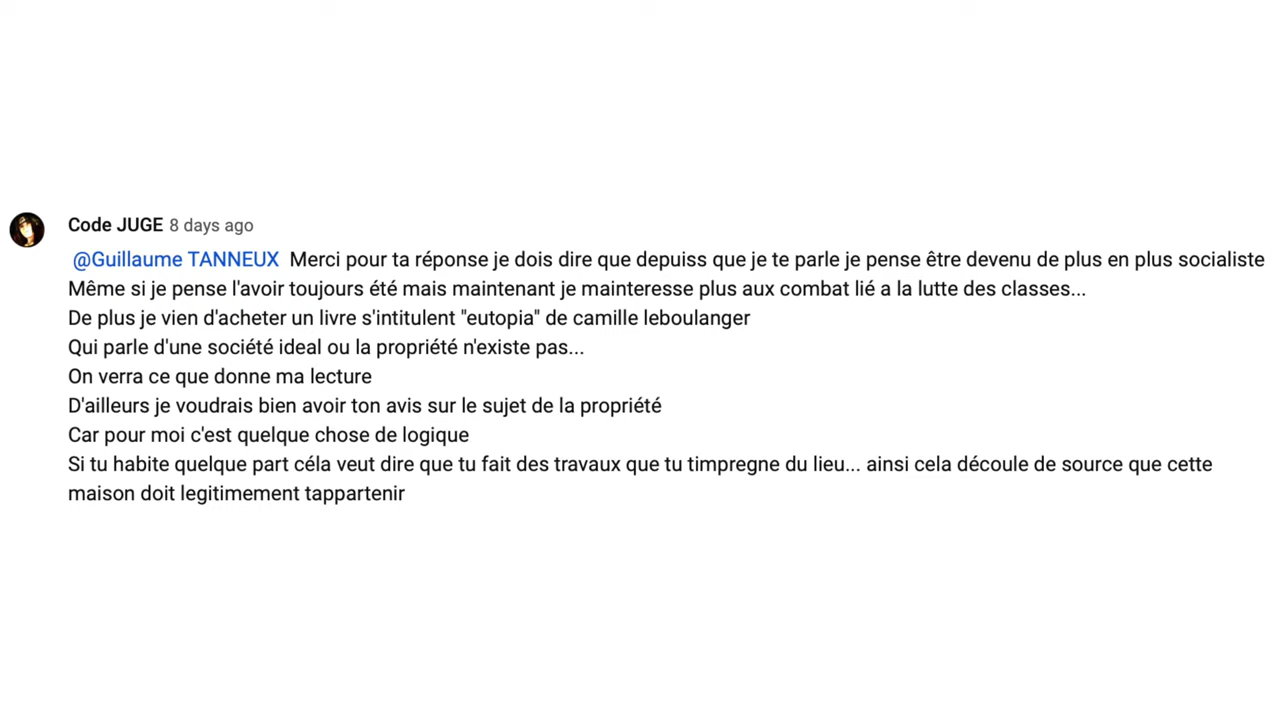 Code JUGE 8 days ago
@Guillaume TANNEUX Merci pour ta réponse je dois dire que depuiss que je te parle je pense être devenu de plus en plus socialiste
Même si je pense l'avoir toujours été mais maintenant je mainteresse plus aux combat lié a la lutte des classes...
De plus je vien d'acheter un livre s'intitulent "eutopia" de camille leboulanger
Qui parle d'une société ideal ou la propriété n'existe pas...
On verra ce que donne ma lecture
D'ailleurs je voudrais bien avoir ton avis sur le sujet de la propriété
Car pour moi c'est quelque chose de logique
Si tu habite quelque part céla veut dire que tu fait des travaux que tu timpregne du lieu... ainsi cela découle de source que cette
maison doit legitimement tappartenir